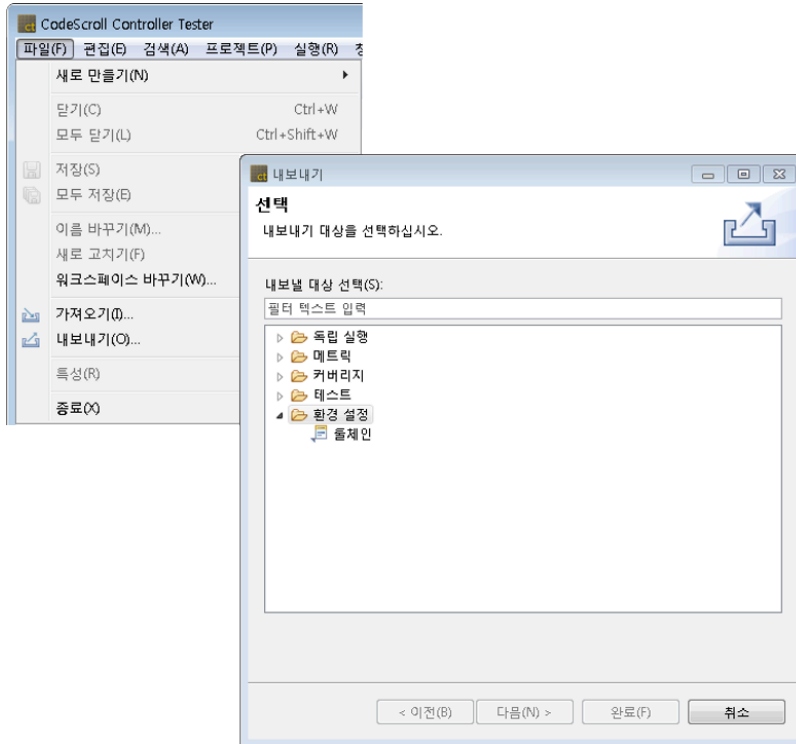 CodeScroll Controller Tester
파일(F) 편집(E) 검색(A) 프로젝트(P) 실행(R)
새로 만들기(N)
닫기(C) Ctrl+W
모두 닫기(L) Ctrl+Shift+W
저장(S)
모두 저장(E)
이름 바꾸기(M)...
새로 고치기(F)
워크스페이스 바꾸기(W)...
가져오기(I)...
내보내기(O)...
특성(R)
종료(X)
내보내기
선택
내보내기 대상을 선택하십시오.
내보낼 대상 선택(S):
필터 텍스트 입력
독립 실행
메트릭
커버리지
테스트
환경 설정
툴체인
< 이전(B) 다음(N) > 완료(F) 취소